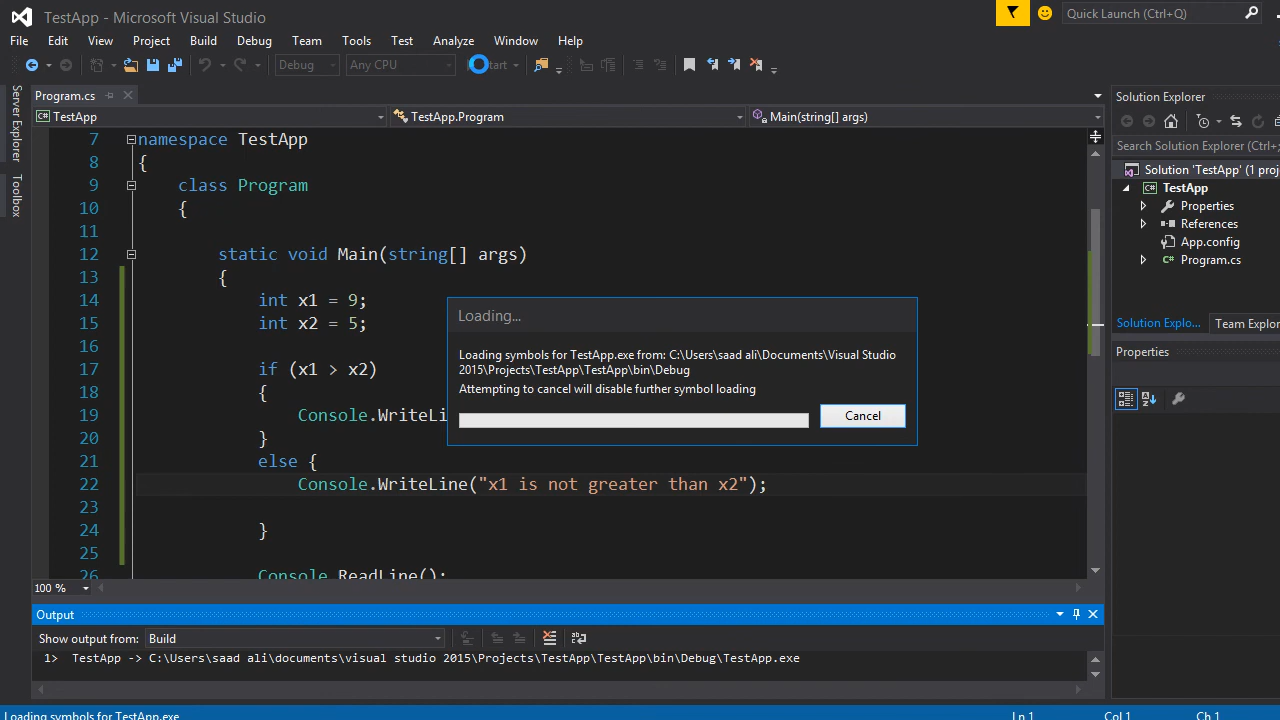 TestApp - Microsoft Visual Studio
Quick Launch (Ctrl+Q)
File Edit View Project Build Debug Team Tools Test Analyze Window Help
Debug Any CPU
Program.cs
TestApp TestApp.Program Main(string[] args)
Server Explorer
Toolbox
7 namespace TestApp
8 {
9 class Program
10 {
11
12 static void Main(string[] args)
13 {
14 int x1 = 9;
15 int x2 = 5;
16
17 if (x1 > x2)
18 {
19 Console.WriteLi
20 }
21 else {
22 Console.WriteLine("x1 is not greater than x2");
23
24 }
25
26 Console.ReadLine();
100 %
Loading...
Loading symbols for TestApp.exe from: C:\Users\saad ali\Documents\Visual Studio
2015\Projects\TestApp\TestApp\bin\Debug
Attempting to cancel will disable further symbol loading
Cancel
Solution Explorer
Search Solution Explorer (Ctrl+;
Solution 'TestApp' (1 proj
TestApp
Properties
References
App.config
Program.cs
Solution Explo... Team Explor
Properties
Output
Show output from: Build
1> TestApp -> C:\Users\saad ali\documents\visual studio 2015\Projects\TestApp\TestApp\bin\Debug\TestApp.exe
Loading symbols for TestApp.exe Ln 1 Col 1 Ch 1